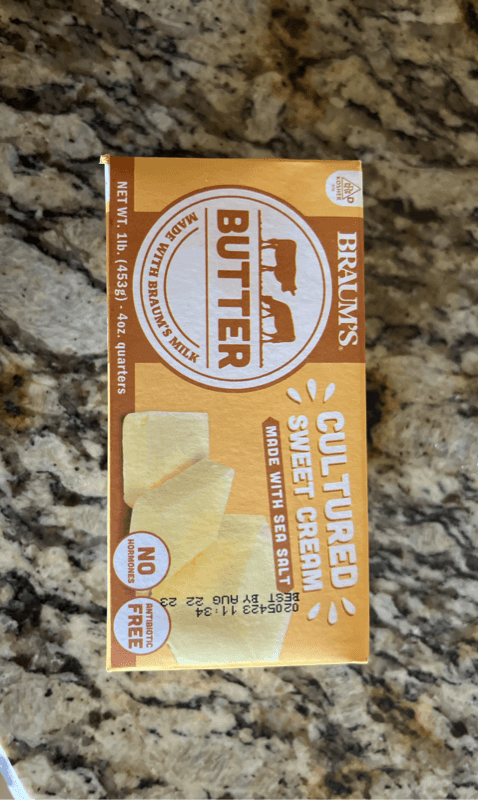 BRAUM'S
BUTTER
MADE WITH BRAUM'S MILK
CULTURED
SWEET CREAM
MADE WITH SEA SALT
0205423 11:34
BEST BY AUG 22 23
NO
HORMONES
ANTIBIOTIC
FREE
NET WT. 1lb. (453g) · 4oz. quarters